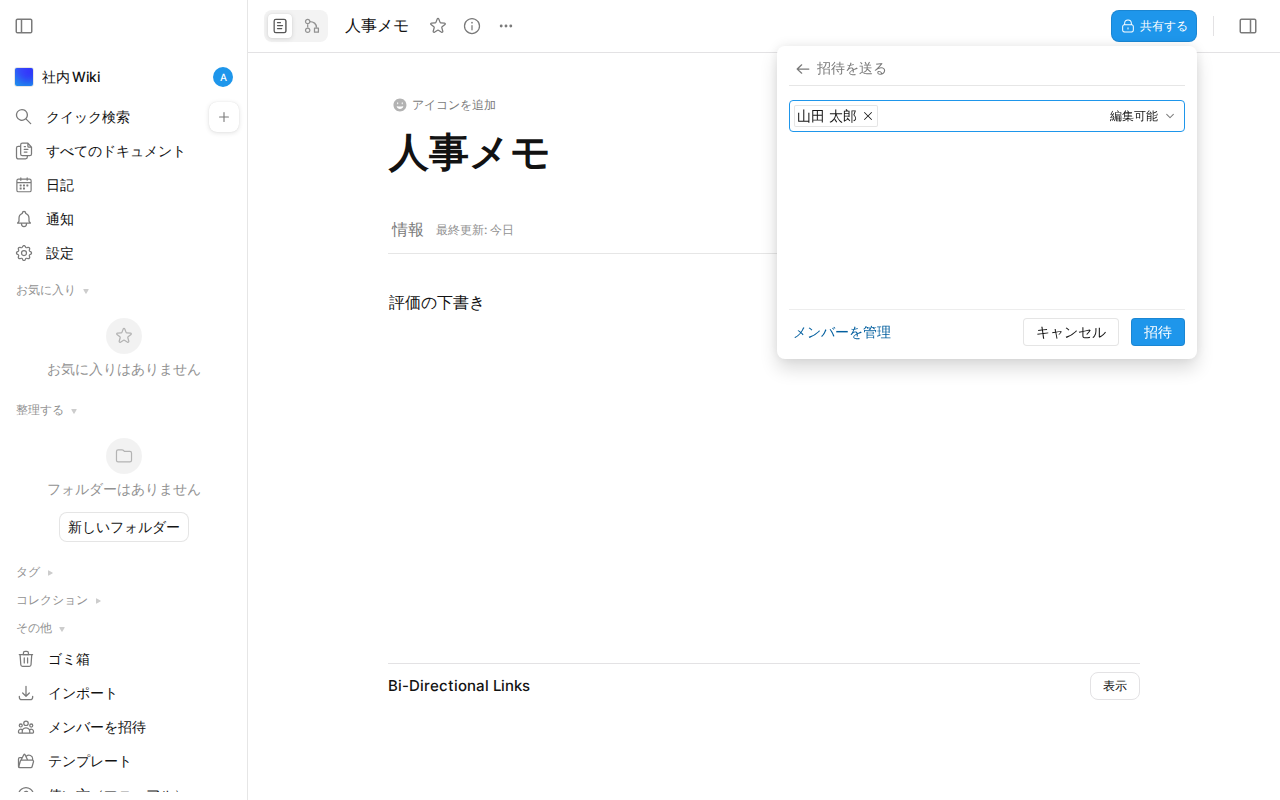 社内 Wiki
A
クイック検索
すべてのドキュメント
日記
通知
設定
お気に入り
お気に入りはありません
整理する
フォルダーはありません
新しいフォルダー
タグ
コレクション
その他
ゴミ箱
インポート
メンバーを招待
テンプレート
人事メモ
共有する
アイコンを追加
人事メモ
情報
最終更新: 今日
評価の下書き
Bi-Directional Links
表示
招待を送る
山田 太郎
編集可能
メンバーを管理
キャンセル
招待